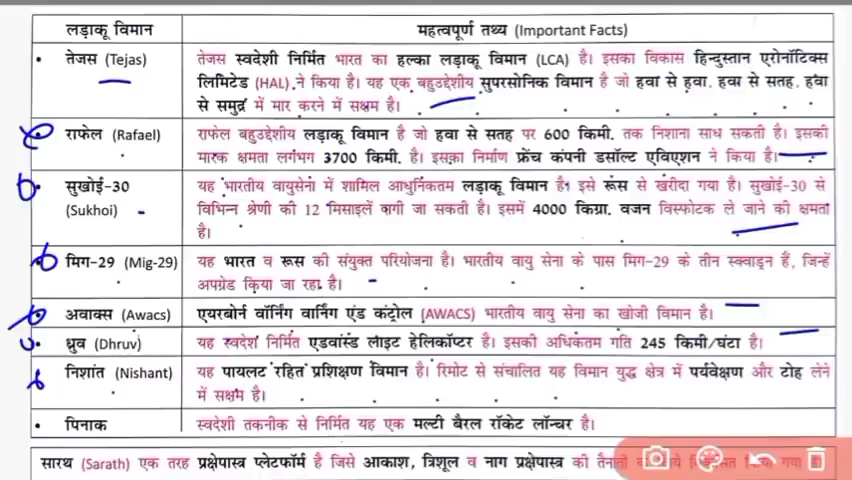 लड़ाकू विमान
महत्वपूर्ण तथ्य (Important Facts)
• तेजस (Tejas)
तेजस स्वदेशी निर्मित भारत का हल्का लड़ाकू विमान (LCA) है। इसका विकास हिन्दुस्तान एरोनॉटिक्स
लिमिटेड (HAL) ने किया है। यह एक बहुउद्देशीय सुपरसोनिक विमान है जो हवा से हवा, हवा से सतह, हवा
से समुद्र में मार करने में सक्षम है।
• राफेल (Rafael)
राफेल बहुउद्देशीय लड़ाकू विमान है जो हवा से सतह पर 600 किमी. तक निशाना साध सकती है। इसकी
मारक क्षमता लगभग 3700 किमी. है। इसका निर्माण फ्रेंच कंपनी डसॉल्ट एविएशन ने किया है।
• सुखोई-30
(Sukhoi)
यह भारतीय वायुसेना में शामिल आधुनिकतम लड़ाकू विमान है। इसे रूस से खरीदा गया है। सुखोई-30 से
विभिन्न श्रेणी की 12 मिसाइलें दागी जा सकती है। इसमें 4000 किग्रा. वजन विस्फोटक ले जाने की क्षमता
है।
• मिग-29 (Mig-29)
यह भारत व रूस की संयुक्त परियोजना है। भारतीय वायु सेना के पास मिग-29 के तीन स्क्वाड्रन हैं, जिन्हें
अपग्रेड किया जा रहा है।
• अवाक्स (Awacs)
एयरबोर्न वॉर्निंग वार्निंग एंड कंट्रोल (AWACS) भारतीय वायु सेना का खोजी विमान है।
• ध्रुव (Dhruv)
यह स्वदेश निर्मित एडवांस्ड लाइट हेलिकॉप्टर है। इसकी अधिकतम गति 245 किमी/घंटा है।
• निशांत (Nishant)
यह पायलट रहित प्रशिक्षण विमान है। रिमोट से संचालित यह विमान युद्ध क्षेत्र में पर्यवेक्षण और टोह लेने
में सक्षम है।
• पिनाक
स्वदेशी तकनीक से निर्मित यह एक मल्टी बैरल रॉकेट लॉन्चर है।
सारथ (Sarath) एक तरह प्रक्षेपास्त्र प्लेटफॉर्म है जिसे आकाश, त्रिशूल व नाग प्रक्षेपास्त्र की गया है।